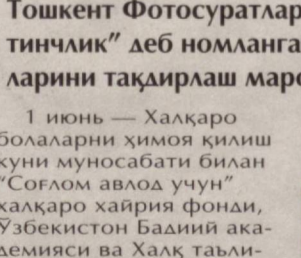 Тошкент Фотосуратлар
тинчлик” деб номланга
ларини тақдирлаш маро
1 июнь — Халқаро
болаларни ҳимоя қилиш
куни муносабати билан
“Соғлом авлод учун”
халқаро хайрия фонди,
Ўзбекистон Бадиий ака-
демияси ва Халқ таъли-